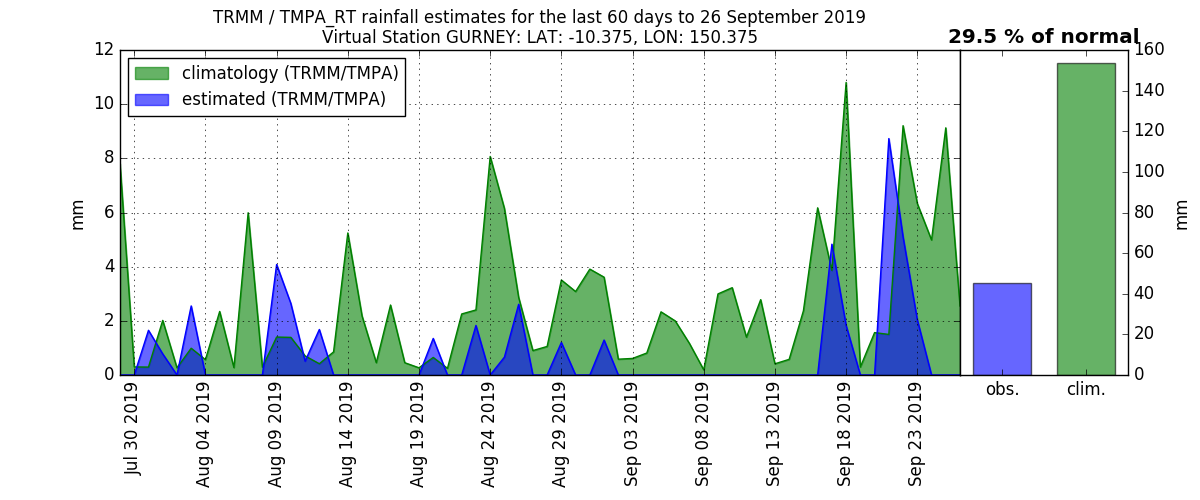 TRMM / TMPA_RT rainfall estimates for the last 60 days to 26 September 2019
Virtual Station GURNEY: LAT: -10.375, LON: 150.375
29.5 % of normal
climatology (TRMM/TMPA)
estimated (TRMM/TMPA)
mm
12
10
8
6
4
2
0
Jul 30 2019
Aug 04 2019
Aug 09 2019
Aug 14 2019
Aug 19 2019
Aug 24 2019
Aug 29 2019
Sep 03 2019
Sep 08 2019
Sep 13 2019
Sep 18 2019
Sep 23 2019
obs.
clim.
160
140
120
100
80
60
40
20
0
mm